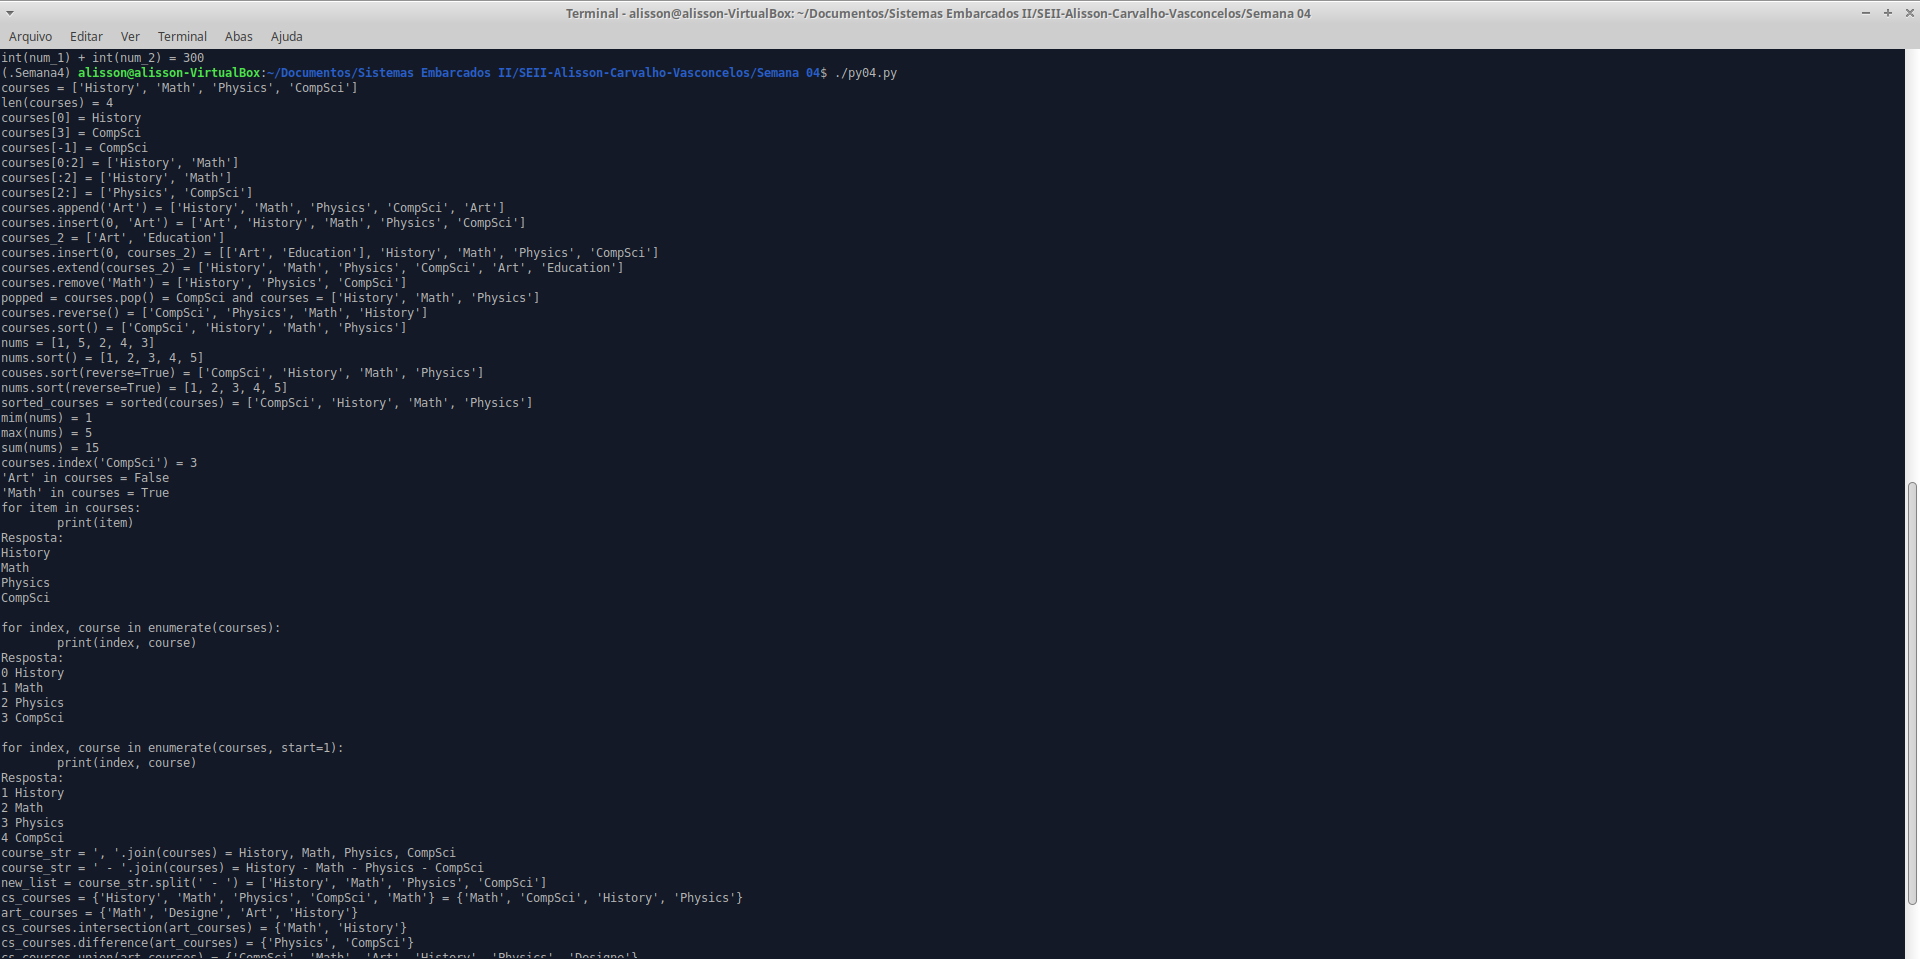 Terminal - alisson@alisson-VirtualBox: ~/Documentos/Sistemas Embarcados II/SEII-Alisson-Carvalho-Vasconcelos/Semana 04
Arquivo Editar Ver Terminal Abas Ajuda
int(num_1) + int(num_2) = 300
(.Semana4) alisson@alisson-VirtualBox:~/Documentos/Sistemas Embarcados II/SEII-Alisson-Carvalho-Vasconcelos/Semana 04$ ./py04.py
courses = ['History', 'Math', 'Physics', 'CompSci']
len(courses) = 4
courses[0] = History
courses[3] = CompSci
courses[-1] = CompSci
courses[0:2] = ['History', 'Math']
courses[:2] = ['History', 'Math']
courses[2:] = ['Physics', 'CompSci']
courses.append('Art') = ['History', 'Math', 'Physics', 'CompSci', 'Art']
courses.insert(0, 'Art') = ['Art', 'History', 'Math', 'Physics', 'CompSci']
courses_2 = ['Art', 'Education']
courses.insert(0, courses_2) = [['Art', 'Education'], 'History', 'Math', 'Physics', 'CompSci']
courses.extend(courses_2) = ['History', 'Math', 'Physics', 'CompSci', 'Art', 'Education']
courses.remove('Math') = ['History', 'Physics', 'CompSci']
popped = courses.pop() = CompSci and courses = ['History', 'Math', 'Physics']
courses.reverse() = ['CompSci', 'Physics', 'Math', 'History']
courses.sort() = ['CompSci', 'History', 'Math', 'Physics']
nums = [1, 5, 2, 4, 3]
nums.sort() = [1, 2, 3, 4, 5]
couses.sort(reverse=True) = ['CompSci', 'History', 'Math', 'Physics']
nums.sort(reverse=True) = [1, 2, 3, 4, 5]
sorted_courses = sorted(courses) = ['CompSci', 'History', 'Math', 'Physics']
mim(nums) = 1
max(nums) = 5
sum(nums) = 15
courses.index('CompSci') = 3
'Art' in courses = False
'Math' in courses = True
for item in courses:
        print(item)
Resposta:
History
Math
Physics
CompSci

for index, course in enumerate(courses):
        print(index, course)
Resposta:
0 History
1 Math
2 Physics
3 CompSci

for index, course in enumerate(courses, start=1):
        print(index, course)
Resposta:
1 History
2 Math
3 Physics
4 CompSci
course_str = ', '.join(courses) = History, Math, Physics, CompSci
course_str = ' - '.join(courses) = History - Math - Physics - CompSci
new_list = course_str.split(' - ') = ['History', 'Math', 'Physics', 'CompSci']
cs_courses = {'History', 'Math', 'Physics', 'CompSci', 'Math'} = {'Math', 'CompSci', 'History', 'Physics'}
art_courses = {'Math', 'Designe', 'Art', 'History'}
cs_courses.intersection(art_courses) = {'Math', 'History'}
cs_courses.difference(art_courses) = {'Physics', 'CompSci'}
cs_courses.union(art_courses) = {'CompSci', 'Math', 'Art', 'History', 'Physics', 'Designe'}